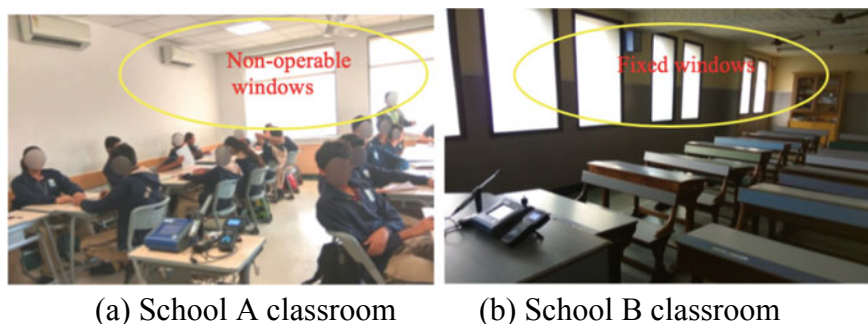 Non-operable
windows
Fixed windows
(a) School A classroom
(b) School B classroom